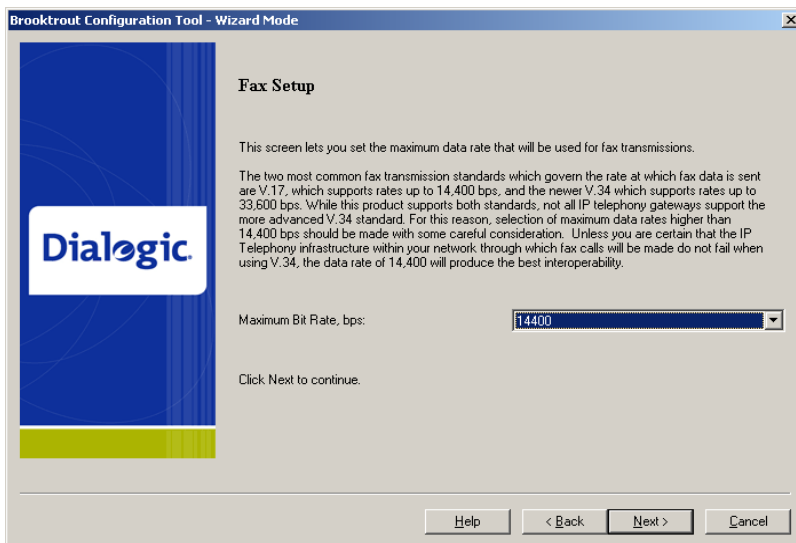 Brooktrout Configuration Tool - Wizard Mode
Fax Setup
This screen lets you set the maximum data rate that will be used for fax transmissions.
The two most common fax transmission standards which govern the rate at which fax data is sent
are V.17, which supports rates up to 14,400 bps, and the newer V.34 which supports rates up to
33,600 bps. While this product supports both standards, not all IP telephony gateways support the
more advanced V.34 standard. For this reason, selection of maximum data rates higher than
14,400 bps should be made with some careful consideration. Unless you are certain that the IP
Telephony infrastructure within your network through which fax calls will be made do not fail when
using V.34, the data rate of 14,400 will produce the best interoperability.
Dialogic.
Maximum Bit Rate, bps: 14400
Click Next to continue.
Help < Back Next > Cancel